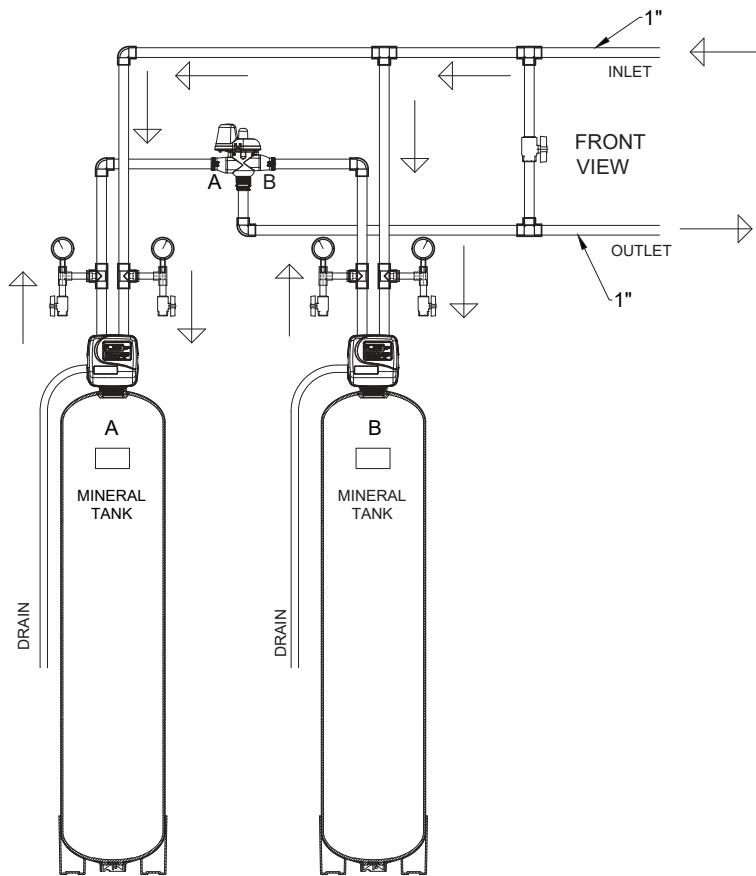 1"
INLET
FRONT
VIEW
A
B
OUTLET
1"
A
B
MINERAL
TANK
MINERAL
TANK
DRAIN
DRAIN